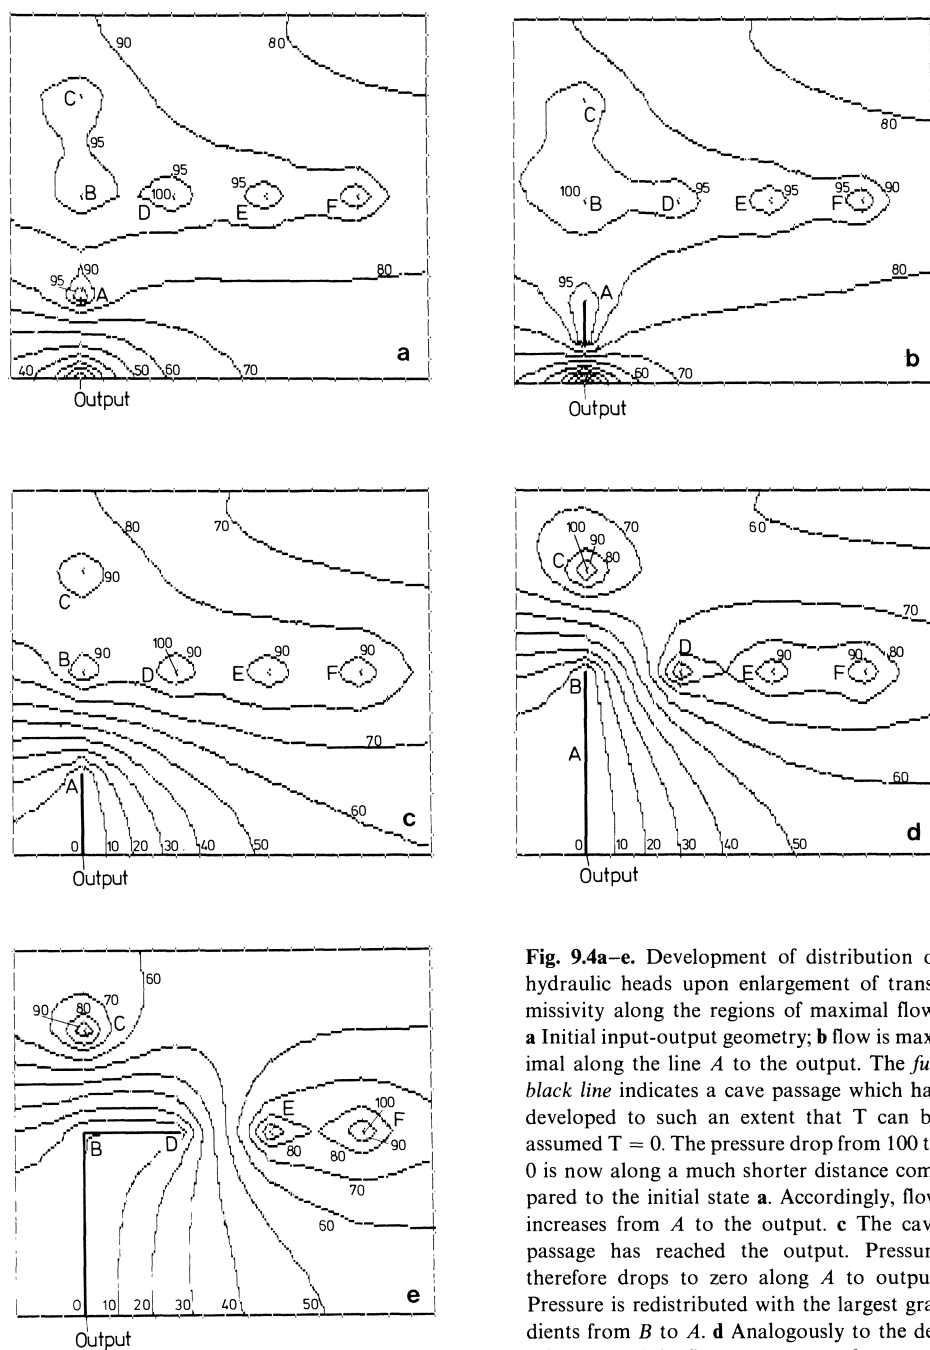 90
80
C
95
B
100
95
D
95
E
F
90
95
A
80
40
50
60
70
a
Output
C
80
100
B
D
95
E
95
95
F
90
95
A
80
60
70
b
Output
80
70
90
C
B
90
100
D
90
E
90
F
90
70
A
60
0
10
20
30
40
50
c
Output
100
90
70
60
C
80
70
D
B
E
90
F
90
80
A
60
0
10
20
30
40
50
d
Output
60
70
80
90
C
E
100
F
B
D
80
80
90
70
60
0
10
20
30
40
50
e
Output
Fig. 9.4a–e. Development of distribution o
hydraulic heads upon enlargement of trans
missivity along the regions of maximal flow
a Initial input-output geometry; b flow is max
imal along the line A to the output. The fu
black line indicates a cave passage which ha
developed to such an extent that T can b
assumed T = 0. The pressure drop from 100 t
0 is now along a much shorter distance com
pared to the initial state a. Accordingly, flow
increases from A to the output. c The cav
passage has reached the output. Pressur
therefore drops to zero along A to outpu
Pressure is redistributed with the largest gra
dients from B to A. d Analogously to the de